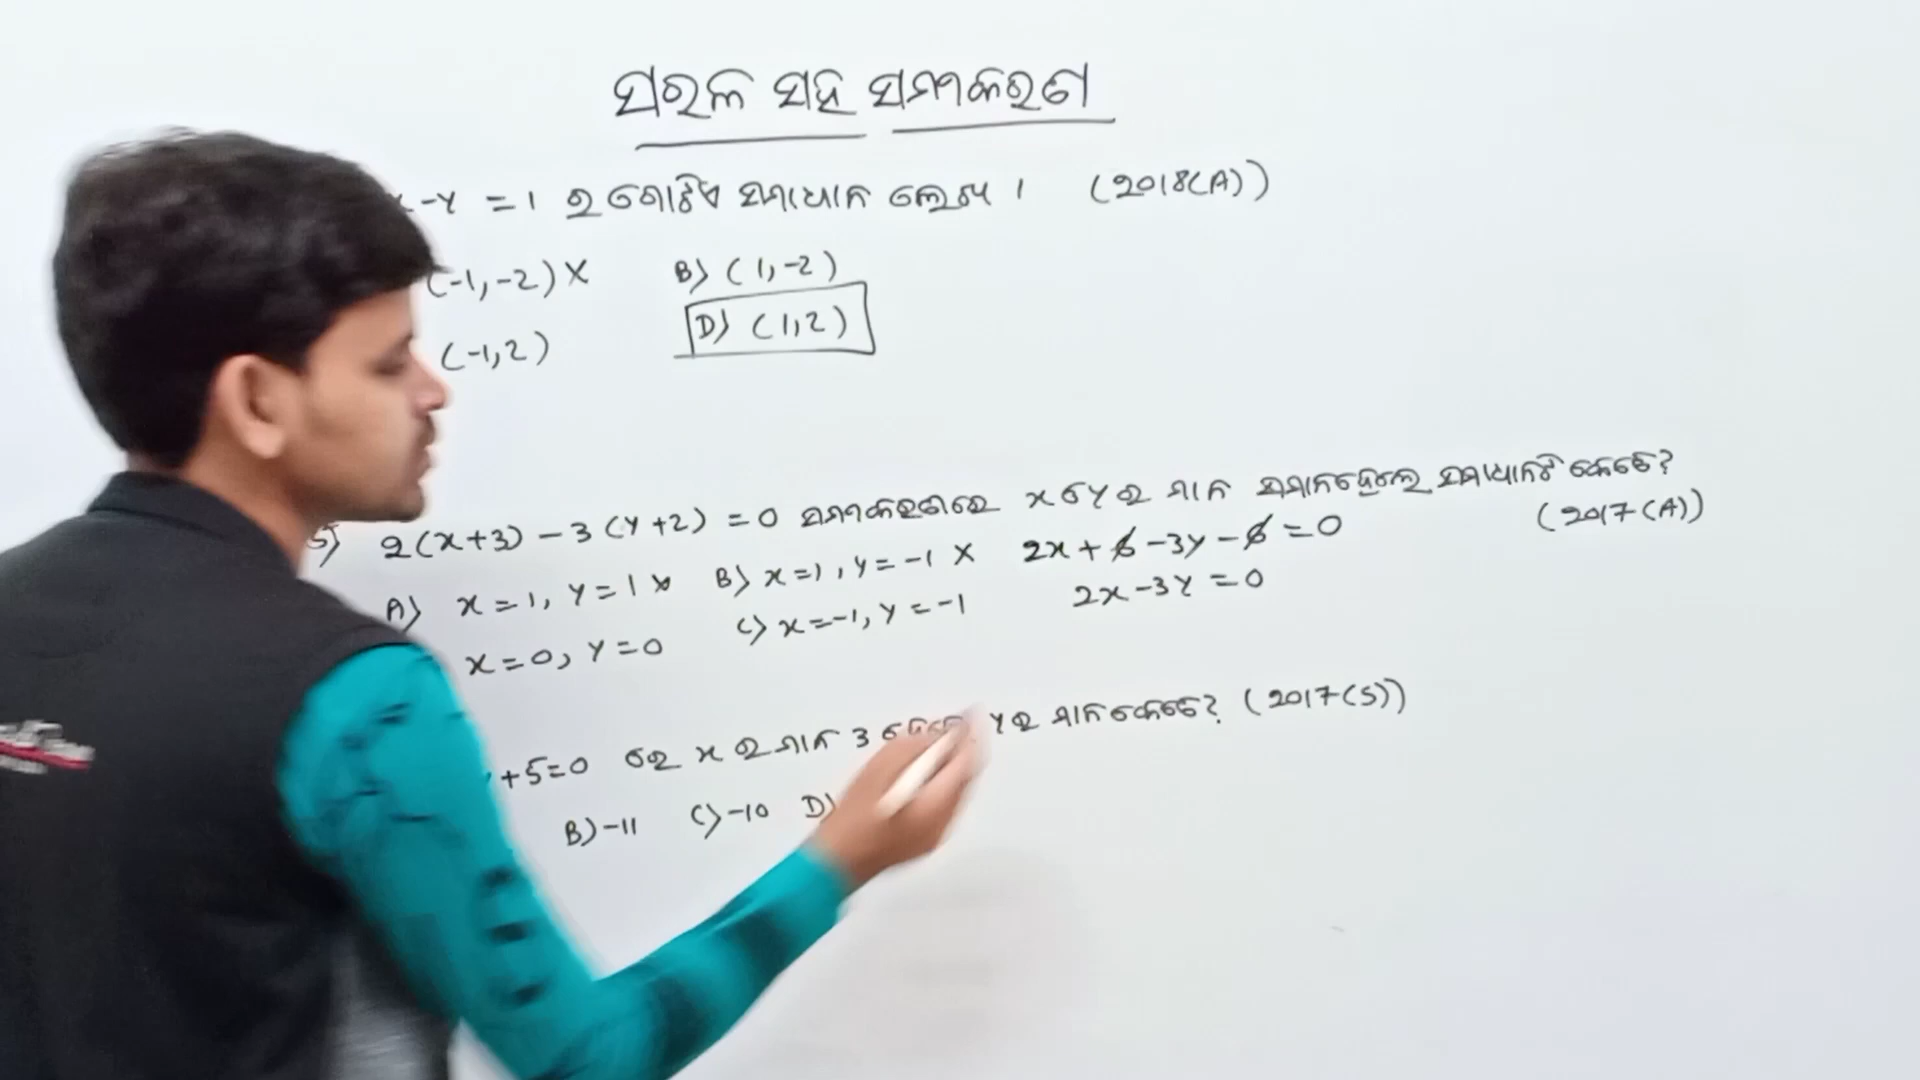 ସରଳ ସହ ସମୀକରଣ
x-y = 1 ର ଗୋଟିଏ ସମାଧାନ ଲେଖ । (2018(A))
(-1,-2) X B) (1,-2)
(-1,2) D) (1,2)
5) 2(x+3) - 3(y+2) = 0 ସମୀକରଣରେ x ଓ y ର ମାନ ସମାନ ହେଲେ ସମାଧାନଟି କେତେ?
(2017(A))
A) x=1, y=1 X B) x=1, y=-1 X 2x + 6 - 3y - 6 = 0
x=0, y=0 C) x=-1, y=-1 2x-3y=0
+5=0 ରେ x ର ମାନ 3 y ର ମାନ କେତେ? (2017(S))
B) -11 C) -10 D)